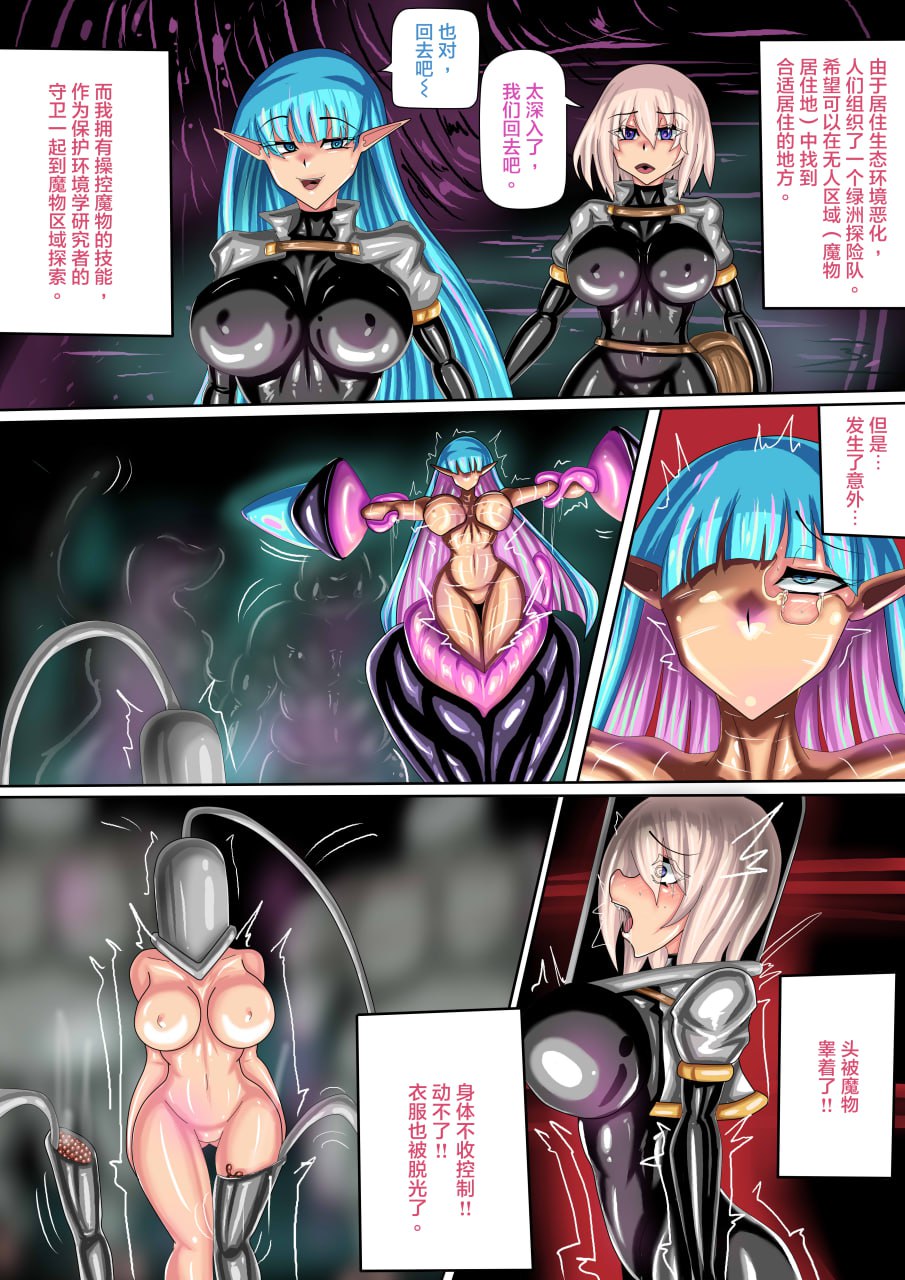 由于居住生态环境恶化，
人们组织了一个绿洲探险队。
希望可以在无人区域（魔物
居住地）中找到
合适居住的地方
太深入了，
我们回去吧。
也对，
回去吧～
而我拥有操控魔物的技能，
作为保护环境学研究者的
守卫一起到魔物区域探索。
但是…
发生了意外…
头被魔物
睾着了!!
身体不收控制!!
动不了!!
衣服也被脱光了。